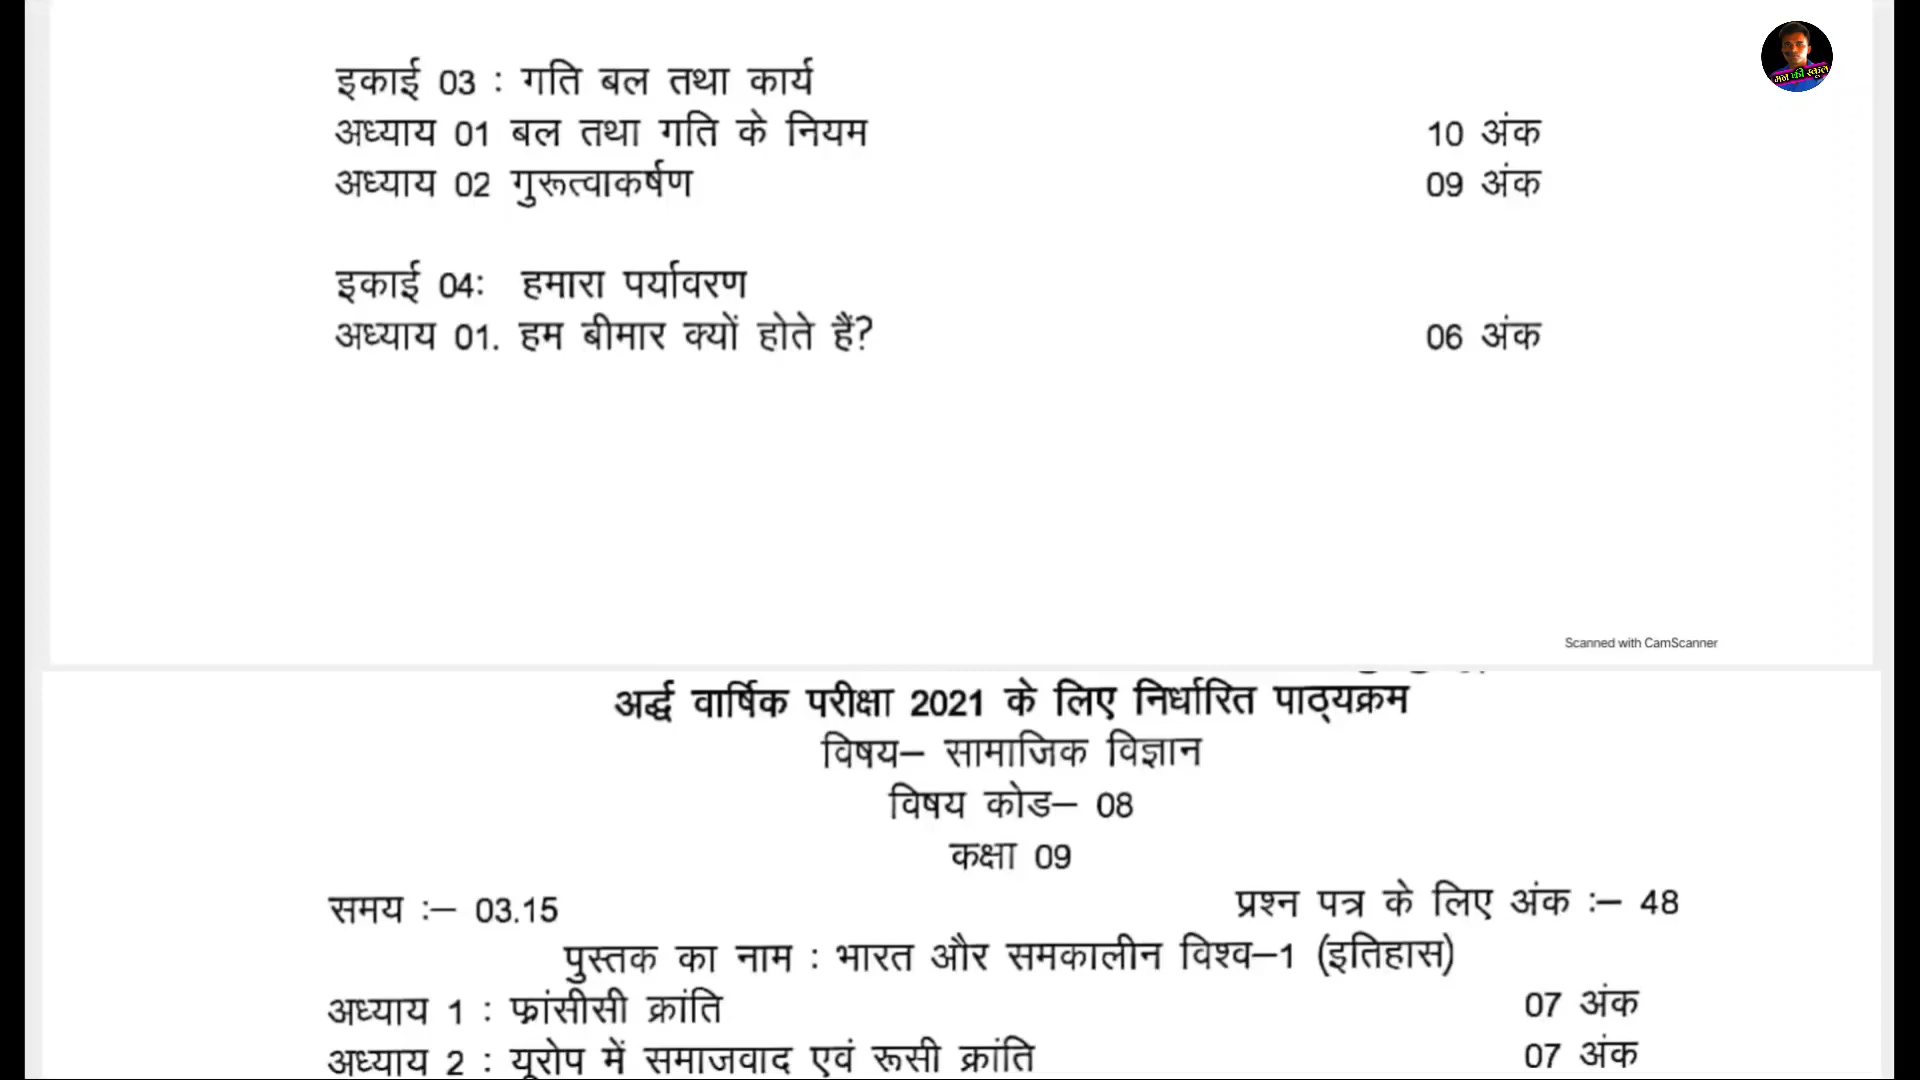 मन की स्कूल
इकाई 03 : गति बल तथा कार्य
अध्याय 01 बल तथा गति के नियम 10 अंक
अध्याय 02 गुरूत्वाकर्षण 09 अंक
इकाई 04: हमारा पर्यावरण
अध्याय 01. हम बीमार क्यों होते हैं? 06 अंक
Scanned with CamScanner
अर्द्ध वार्षिक परीक्षा 2021 के लिए निर्धारित पाठ्यक्रम
विषय– सामाजिक विज्ञान
विषय कोड– 08
कक्षा 09
समय :– 03.15 प्रश्न पत्र के लिए अंक :– 48
पुस्तक का नाम : भारत और समकालीन विश्व–1 (इतिहास)
अध्याय 1 : फ्रांसीसी क्रांति 07 अंक
अध्याय 2 : यूरोप में समाजवाद एवं रूसी क्रांति 07 अंक